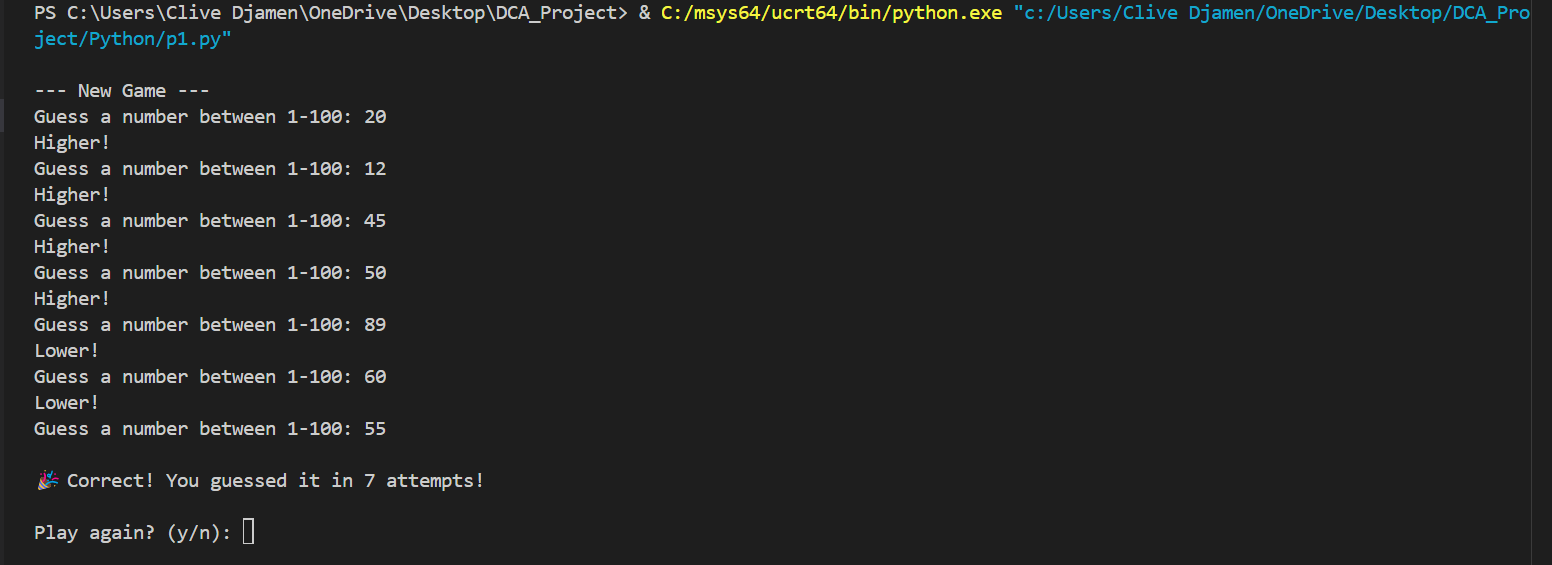 PS C:\Users\Clive Djamen\OneDrive\Desktop\DCA_Project> & C:/msys64/ucrt64/bin/python.exe "c:/Users/Clive Djamen/OneDrive/Desktop/DCA_Pro
ject/Python/p1.py"
--- New Game ---
Guess a number between 1-100: 20
Higher!
Guess a number between 1-100: 12
Higher!
Guess a number between 1-100: 45
Higher!
Guess a number between 1-100: 50
Higher!
Guess a number between 1-100: 89
Lower!
Guess a number between 1-100: 60
Lower!
Guess a number between 1-100: 55
🎉 Correct! You guessed it in 7 attempts!
Play again? (y/n):